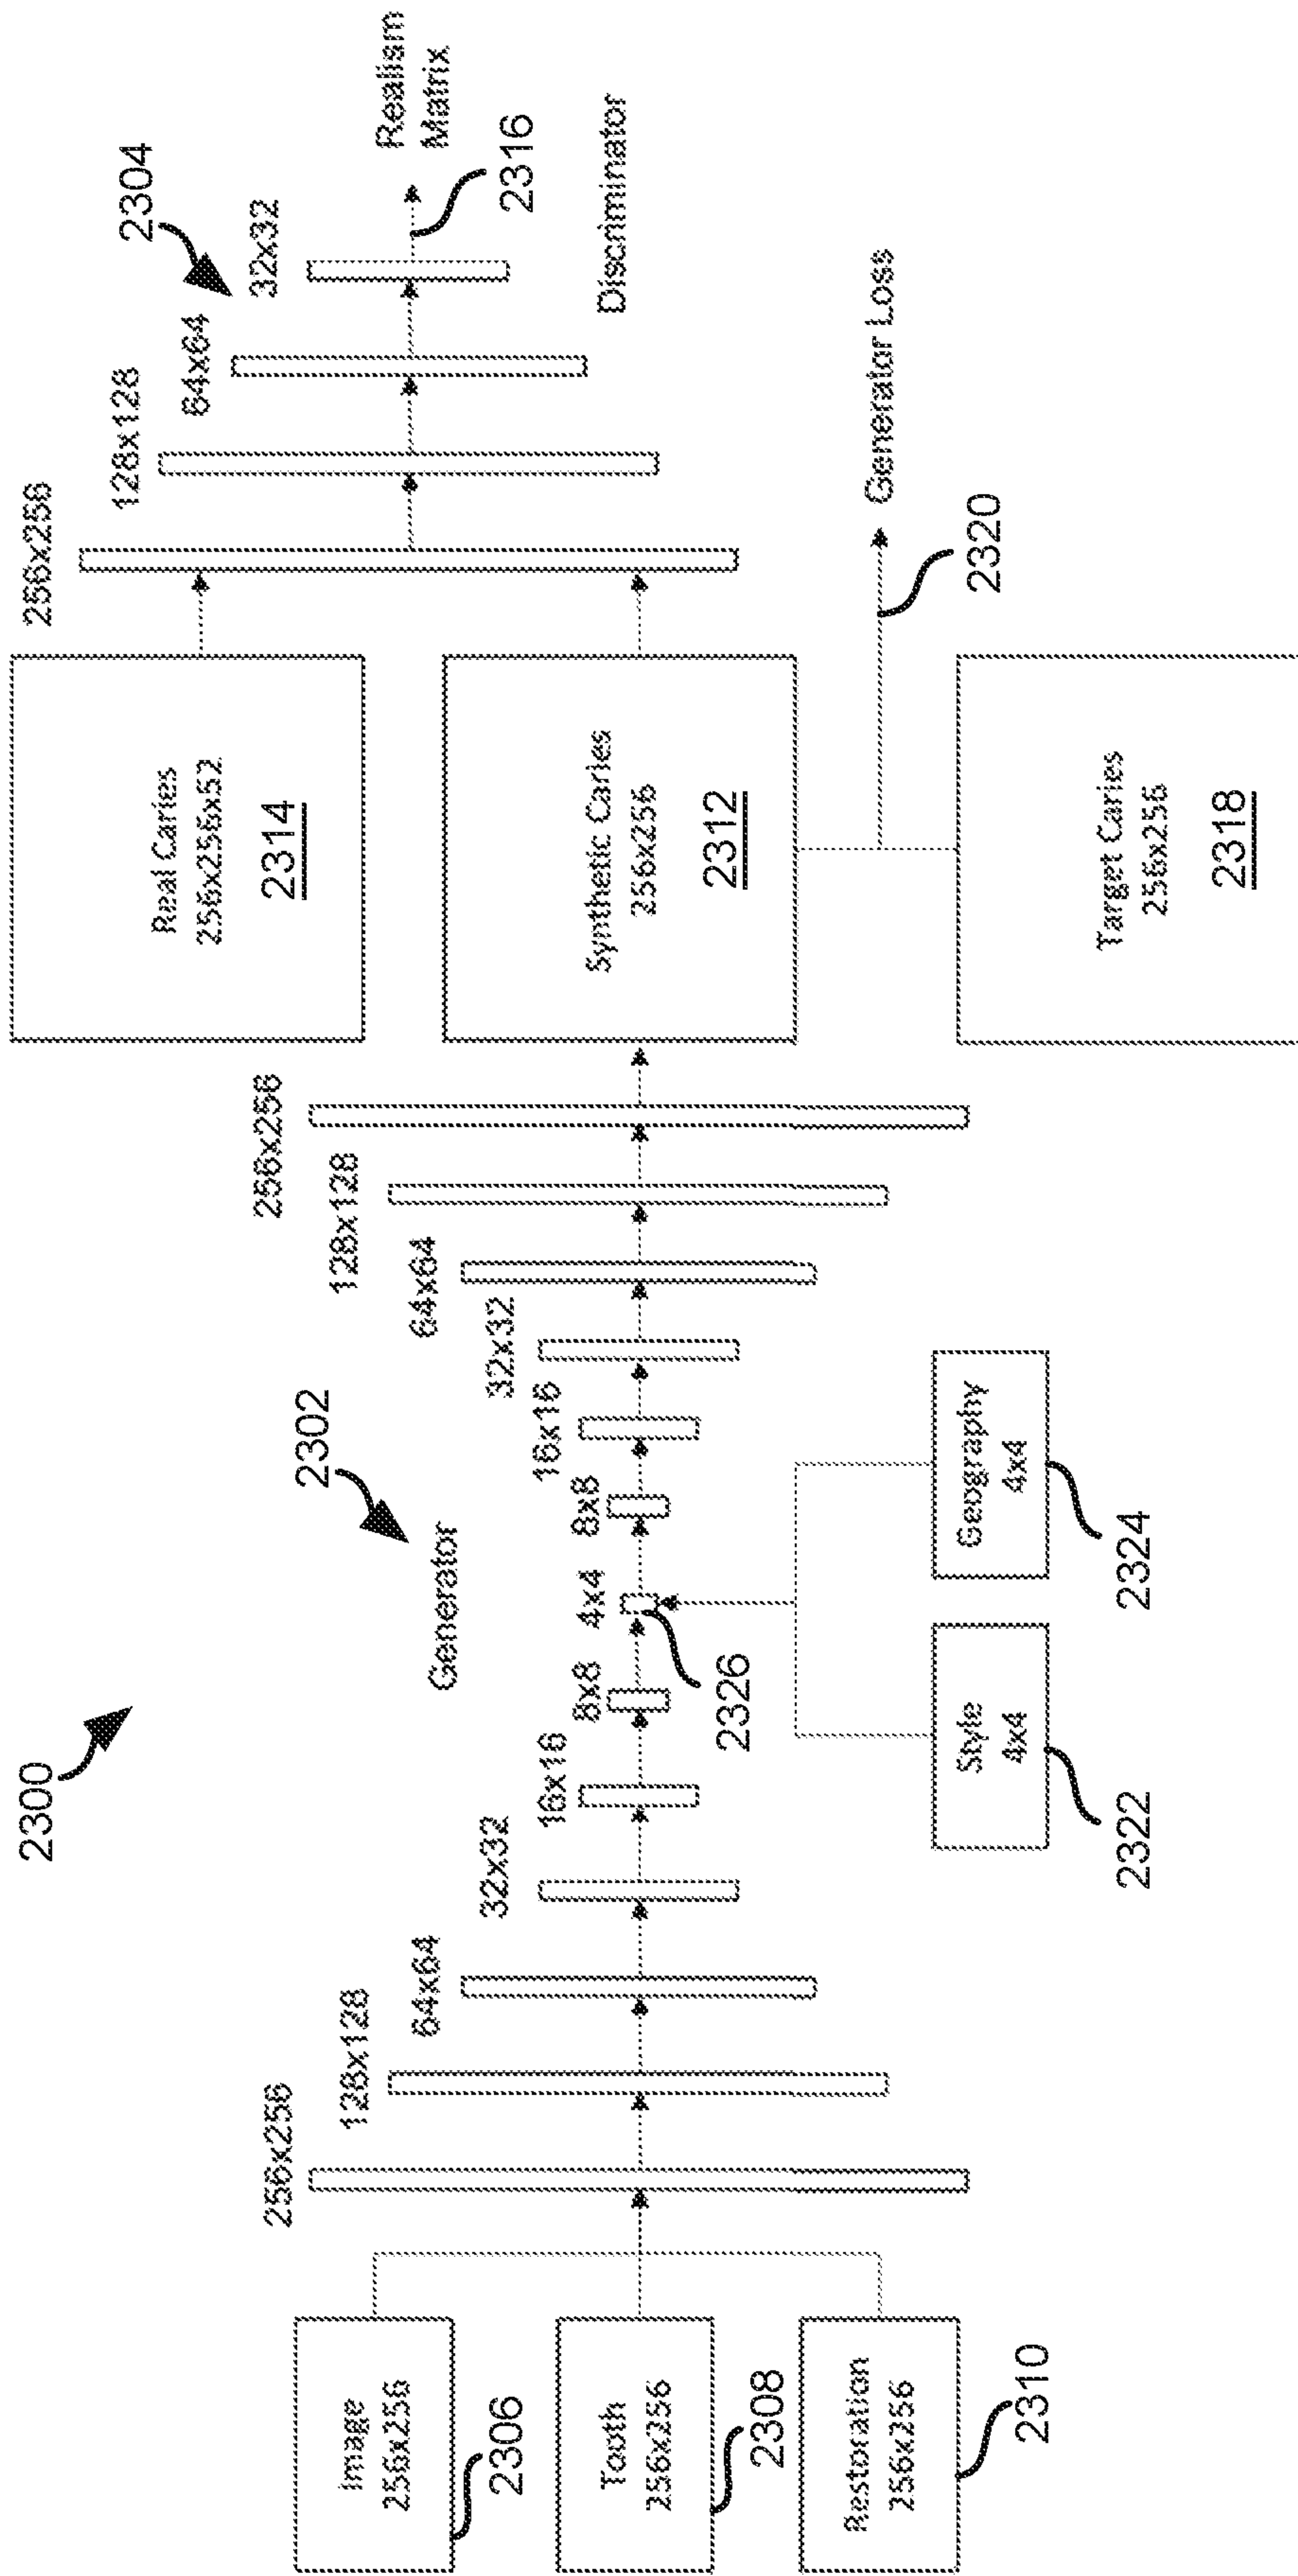 2300
Generator
2302
2304
Image
256x256
2306
Tooth
256x256
2308
Restoration
256x256
2310
256x256
128x128
64x64
32x32
16x16
8x8
4x4
2326
8x8
16x16
32x32
64x64
128x128
256x256
Style
4x4
2322
Geography
4x4
2324
Real Caries
256x256x52
2314
Synthetic Caries
256x256
2312
Target Caries
256x256
2318
256x256
128x128
64x64
32x32
Realism
Matrix
2316
Discriminator
Generator Loss
2320